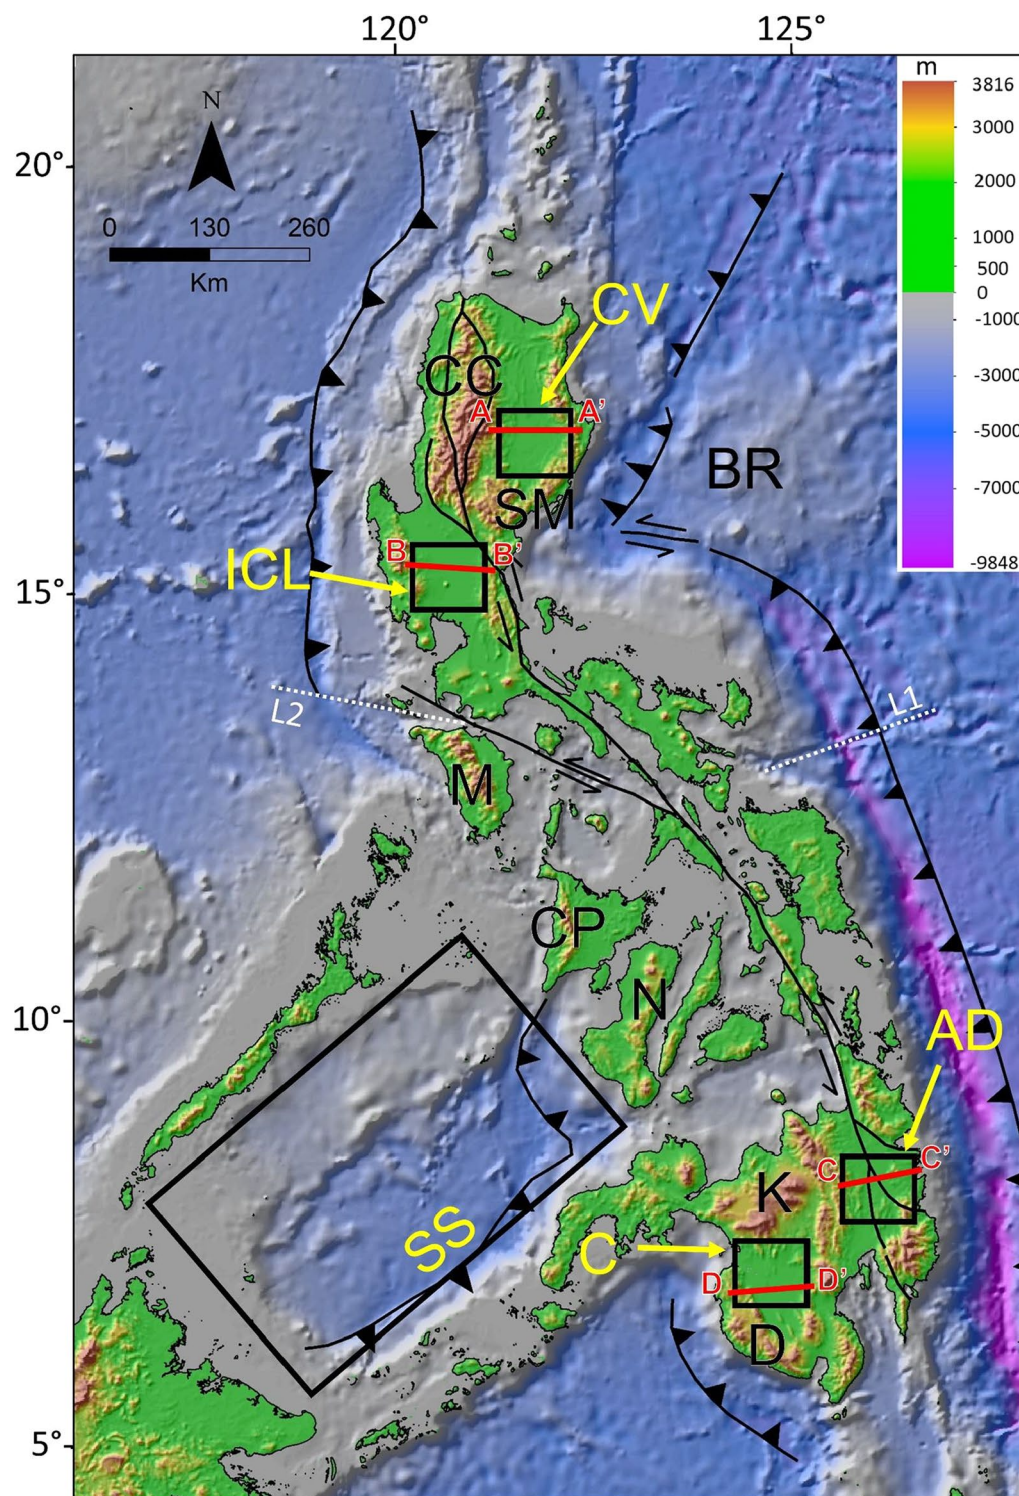 120° 125°
m
3816
3000
2000
1000
500
0
-1000
-3000
-5000
-7000
-9848
N
0 130 260
Km
20°
15°
10°
5°
CV
CC
A A'
BR
SM
B B'
ICL
L1
L2
M
CP
N
AD
C C'
K
SS
C
D D'
D